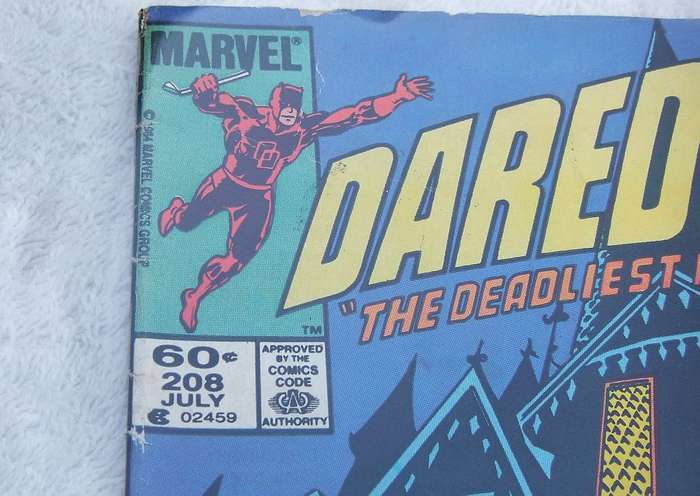 MARVEL®
© 1984 MARVEL COMICS GROUP
DARED
"THE DEADLIEST
TM
60¢
208
JULY
CC 02459
APPROVED
BY THE
COMICS
CODE
CA
AUTHORITY